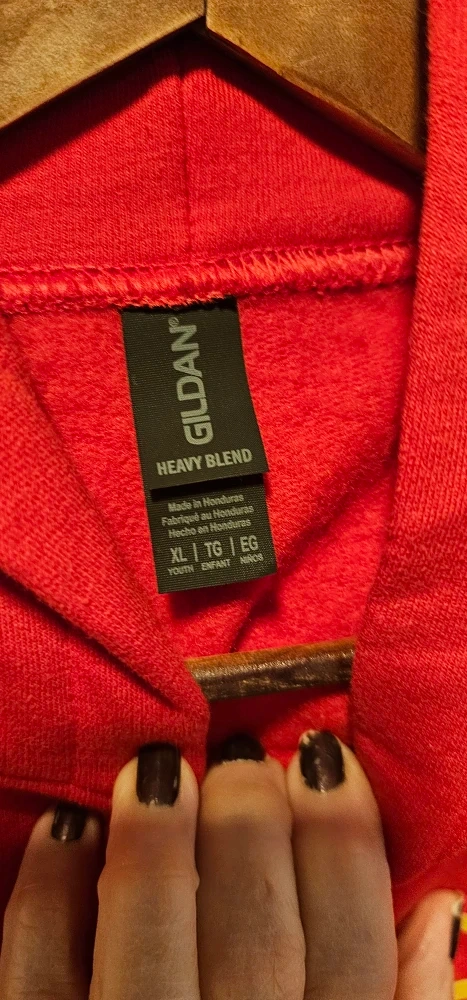 GILDAN®
HEAVY BLEND
Made in Honduras
Fabriqué au Honduras
Hecho en Honduras
XL | TG | EG
YOUTH ENFANT NIÑOS